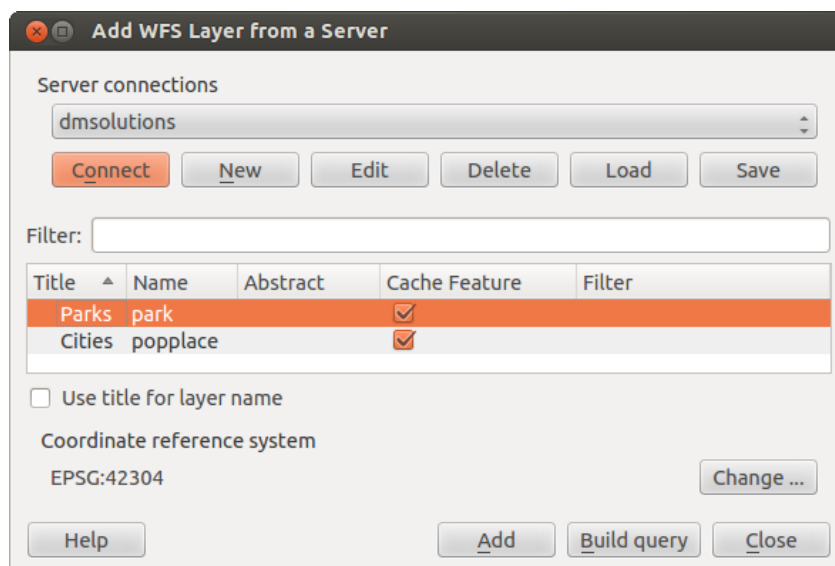 Add WFS Layer from a Server
Server connections
dmsolutions
Connect New Edit Delete Load Save
Filter:
Title Name Abstract Cache Feature Filter
Parks park
Cities popplace
Use title for layer name
Coordinate reference system
EPSG:42304
Change ...
Help Add Build query Close